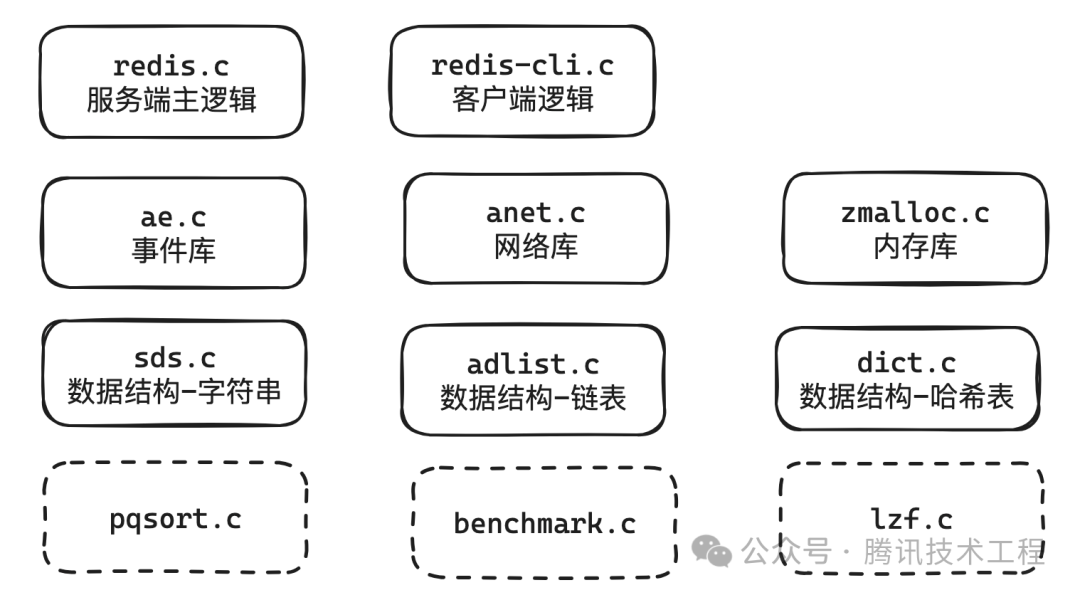 redis.c
服务端主逻辑
redis-cli.c
客户端逻辑
ae.c
事件库
anet.c
网络库
zmalloc.c
内存库
sds.c
数据结构-字符串
adlist.c
数据结构-链表
dict.c
数据结构-哈希表
pqsort.c
benchmark.c
lzf.c
公众号 · 腾讯技术工程